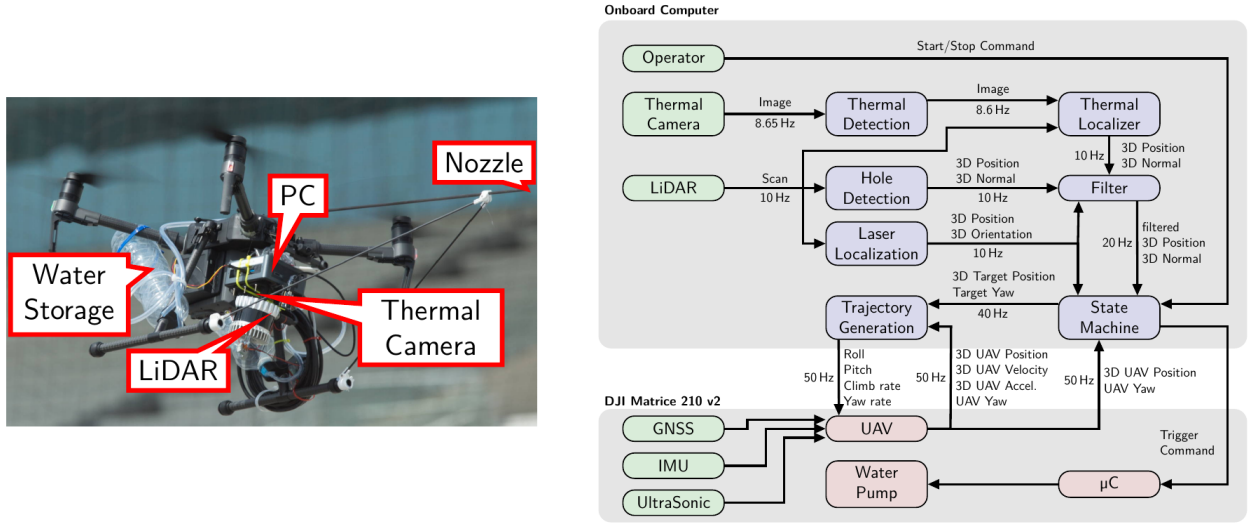 Nozzle
PC
Water
Storage
Thermal
Camera
LiDAR
Onboard Computer
Operator
Start/Stop Command
Thermal
Camera
Image
8.65 Hz
Thermal
Detection
Image
8.6 Hz
Thermal
Localizer
10 Hz
3D Position
3D Normal
LiDAR
Scan
10 Hz
Hole
Detection
3D Position
3D Normal
10 Hz
Filter
Laser
Localization
3D Position
3D Orientation
10 Hz
20 Hz
filtered
3D Position
3D Normal
Trajectory
Generation
3D Target Position
Target Yaw
40 Hz
State
Machine
50 Hz
Roll
Pitch
Climb rate
Yaw rate
50 Hz
3D UAV Position
3D UAV Velocity
3D UAV Accel.
UAV Yaw
50 Hz
3D UAV Position
UAV Yaw
DJI Matrice 210 v2
GNSS
UAV
IMU
UltraSonic
Trigger
Command
Water
Pump
µC